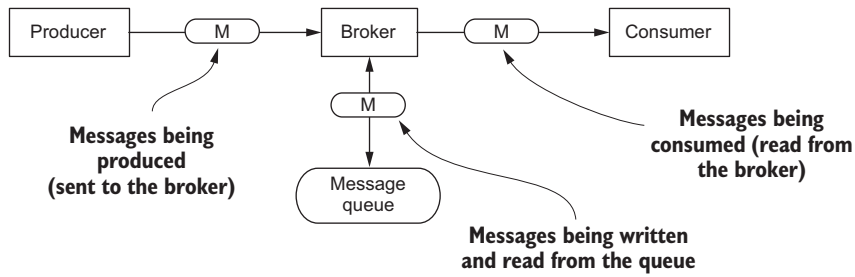 Producer
M
Broker
M
Consumer
M
Messages being
produced
(sent to the broker)
Messages being
consumed (read from
the broker)
Message
queue
Messages being written
and read from the queue